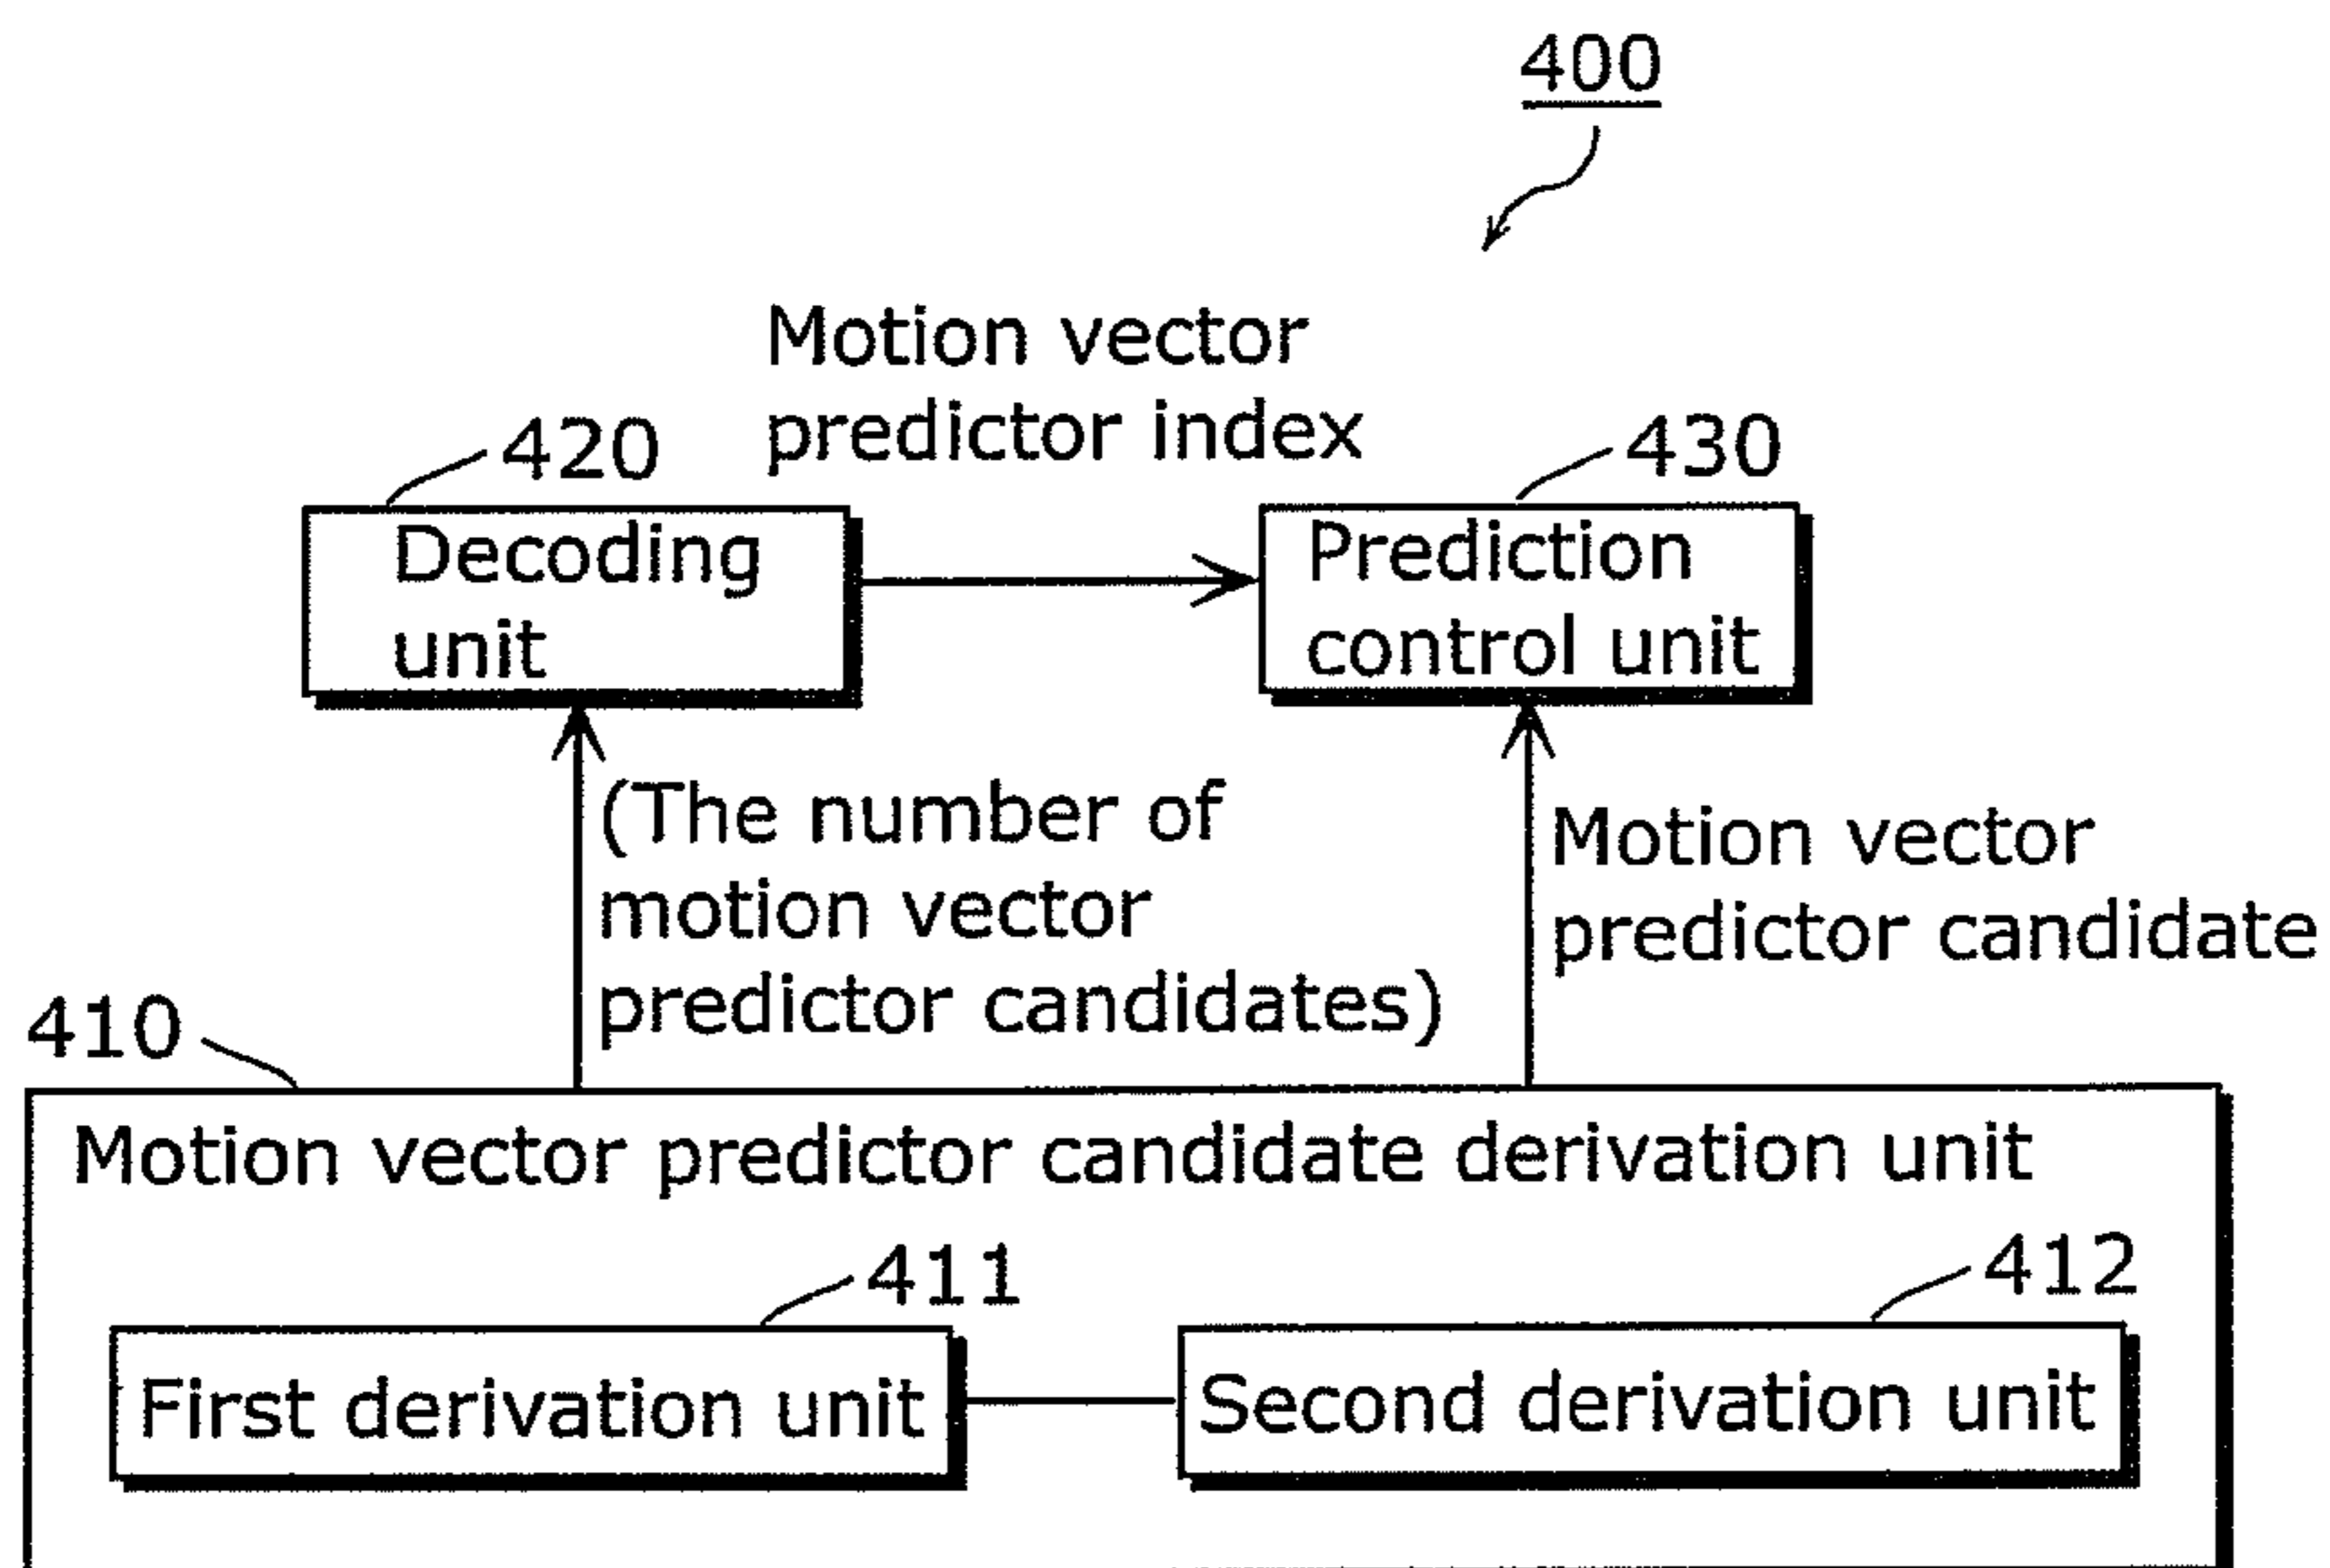 400
Motion vector
predictor index
420
430
Decoding
unit
Prediction
control unit
(The number of
motion vector
predictor candidates)
Motion vector
predictor candidate
410
Motion vector predictor candidate derivation unit
411
412
First derivation unit
Second derivation unit